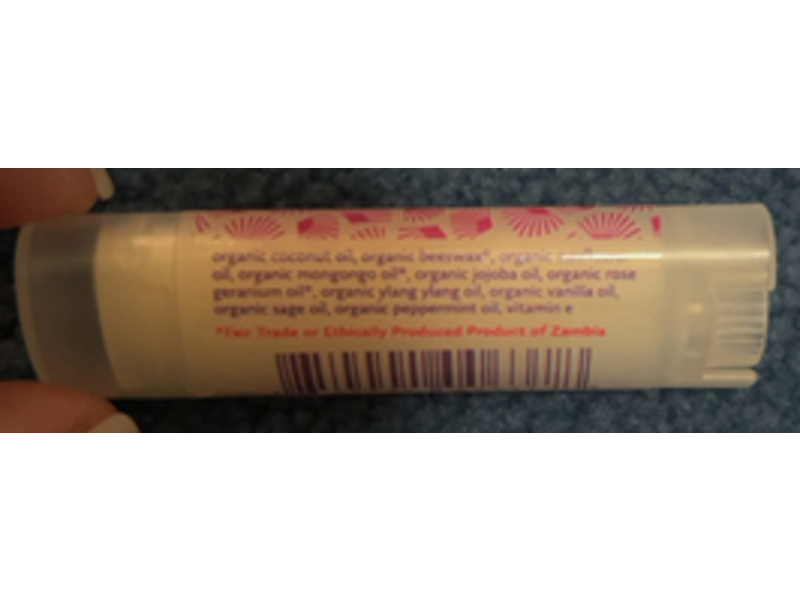 organic coconut oil, organic beeswax*, organic
oil, organic mongongo oil*, organic jojoba oil, organic rose
geranium oil*, organic ylang ylang oil, organic vanilla oil,
organic sage oil, organic peppermint oil, vitamin e
*Fair Trade or Ethically Produced Product of Zambia